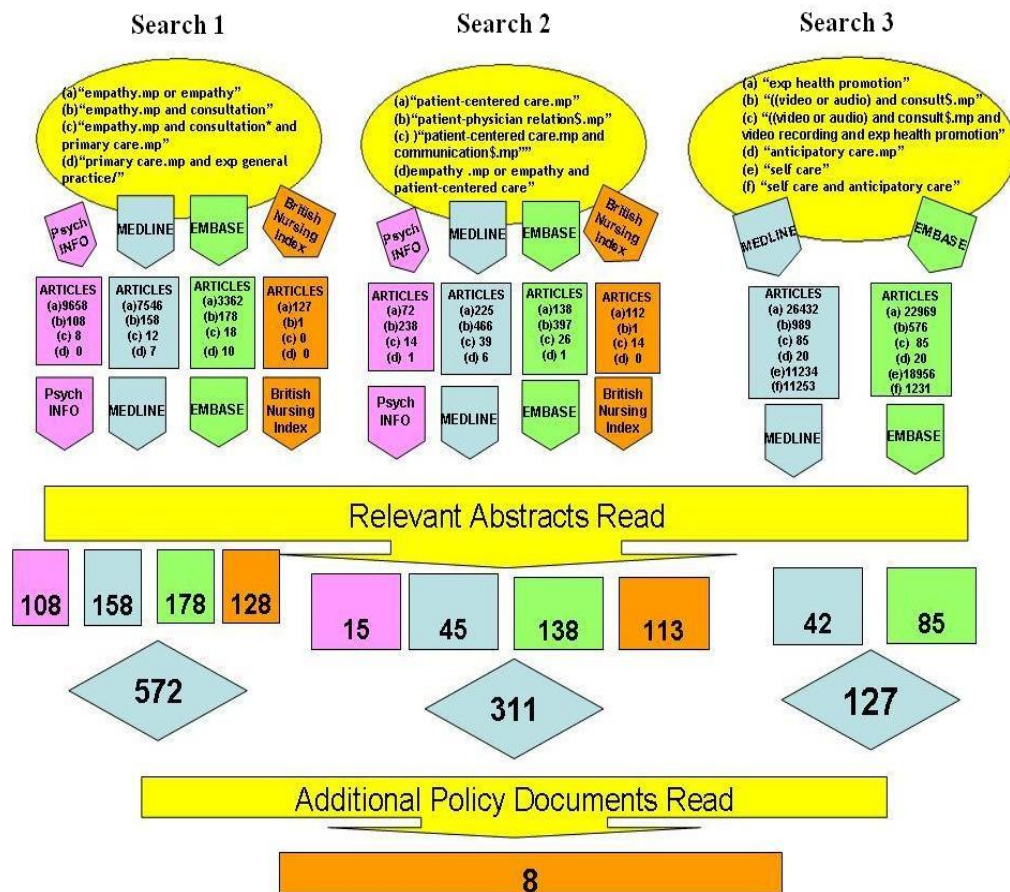 Search 1
Search 2
Search 3
(a)“empathy.mp or empathy”
(b)“empathy.mp and consultation”
(c)“empathy.mp and consultation* and
primary care.mp”
(d)“primary care.mp and exp general
practice/”
(a)“patient-centered care.mp”
(b)“patient-physician relation$.mp”
(c) )“patient-centered care.mp and
communication$.mp””
(d)empathy .mp or empathy and
patient-centered care”
(a) “exp health promotion”
(b) “((video or audio) and consult$.mp”
(c) “((video or audio) and consult$.mp and
video recording and exp health promotion”
(d) “anticipatory care.mp”
(e) “self care”
(f) “self care and anticipatory care”
Psych
INFO
MEDLINE
EMBASE
British
Nursing
Index
Psych
INFO
MEDLINE
EMBASE
British
Nursing
Index
MEDLINE
EMBASE
ARTICLES
(a)9658
(b)108
(c) 8
(d) 0
ARTICLES
(a)7546
(b)158
(c) 12
(d) 7
ARTICLES
(a)3362
(b)178
(c) 18
(d) 10
ARTICLES
(a)127
(b)1
(c) 0
(d) 0
ARTICLES
(a)72
(b)238
(c) 14
(d) 1
ARTICLES
(a)225
(b)466
(c) 39
(d) 6
ARTICLES
(a)138
(b)397
(c) 26
(d) 1
ARTICES
(a)112
(b)1
(c) 14
(d) 0
ARTICLES
(a) 26432
(b)989
(c) 85
(d) 20
(e)11234
(f)11253
ARTICLES
(a) 22969
(b)576
(c) 85
(d) 20
(e)18956
(f) 1231
Psych
INFO
MEDLINE
EMBASE
British
Nursing
Index
Psych
INFO
MEDLINE
EMBASE
British
Nursing
Index
MEDLINE
EMBASE
Relevant Abstracts Read
108
158
178
128
15
45
138
113
42
85
572
311
127
Additional Policy Documents Read
8